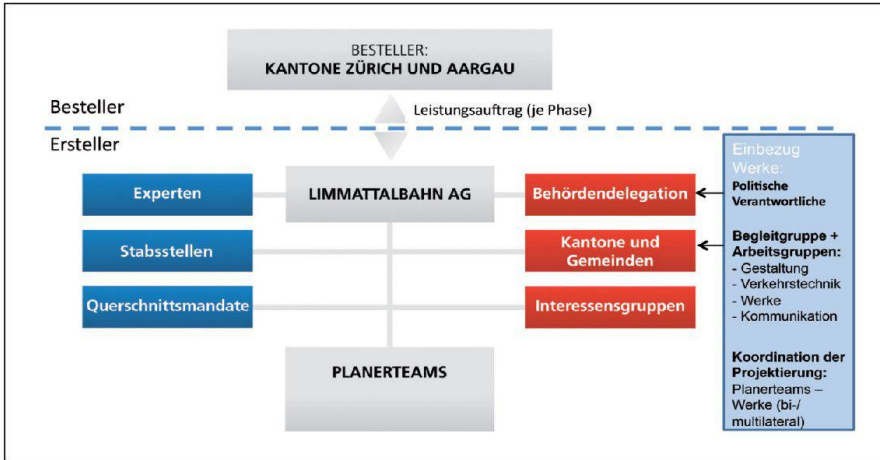 BESTELLER:
KANTONE ZÜRICH UND AARGAU
Besteller
Leistungsauftrag (je Phase)
Ersteller
Experten
LIMMATTALBAHN AG
Behördendelegation
Stabsstellen
Kantone und
Gemeinden
Querschnittsmandate
Interessensgruppen
PLANERTEAMS
Einbezug
Werke:
Politische
Verantwortliche
Begleitgruppe +
Arbeitsgruppen:
- Gestaltung
- Verkehrstechnik
- Werke
- Kommunikation
Koordination der
Projektierung:
Planerteams –
Werke (bi-/
multilateral)